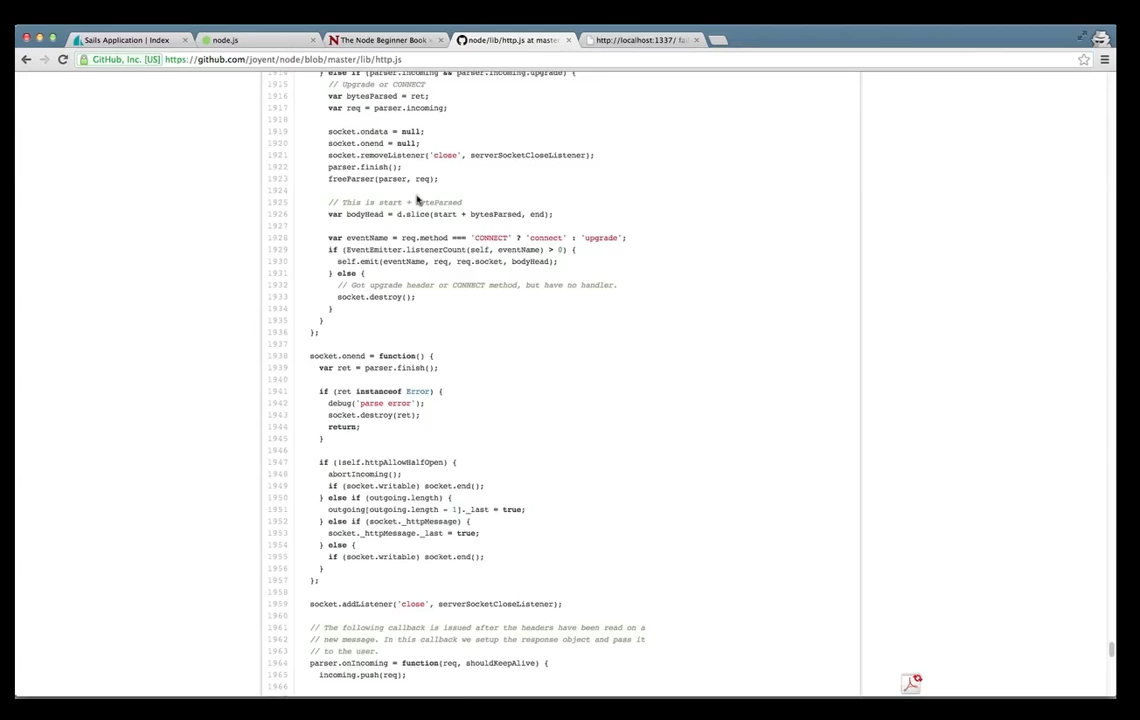 Sails Application | Index
node.js
The Node Beginner Book
node/lib/http.js at maste
http://localhost:1337/
GitHub, Inc. [US]
https://github.com/joyent/node/blob/master/lib/http.js
1914 } else if (parser.incoming && parser.incoming.upgrade) {
1915 // Upgrade or CONNECT
1916 var bytesParsed = ret;
1917 var req = parser.incoming;
1918
1919 socket.ondata = null;
1920 socket.onend = null;
1921 socket.removeListener('close', serverSocketCloseListener);
1922 parser.finish();
1923 freeParser(parser, req);
1924
1925 // This is start + byteParsed
1926 var bodyHead = d.slice(start + bytesParsed, end);
1927
1928 var eventName = req.method === 'CONNECT' ? 'connect' : 'upgrade';
1929 if (EventEmitter.listenerCount(self, eventName) > 0) {
1930 self.emit(eventName, req, req.socket, bodyHead);
1931 } else {
1932 // Got upgrade header or CONNECT method, but have no handler.
1933 socket.destroy();
1934 }
1935 }
1936 };
1937
1938 socket.onend = function() {
1939 var ret = parser.finish();
1940
1941 if (ret instanceof Error) {
1942 debug('parse error');
1943 socket.destroy(ret);
1944 return;
1945 }
1946
1947 if (!self.httpAllowHalfOpen) {
1948 abortIncoming();
1949 if (socket.writable) socket.end();
1950 } else if (outgoing.length) {
1951 outgoing[outgoing.length - 1]._last = true;
1952 } else if (socket._httpMessage) {
1953 socket._httpMessage._last = true;
1954 } else {
1955 if (socket.writable) socket.end();
1956 }
1957 };
1958
1959 socket.addListener('close', serverSocketCloseListener);
1960
1961 // The following callback is issued after the headers have been read on a
1962 // new message. In this callback we setup the response object and pass it
1963 // to the user.
1964 parser.onIncoming = function(req, shouldKeepAlive) {
1965 incoming.push(req);
1966